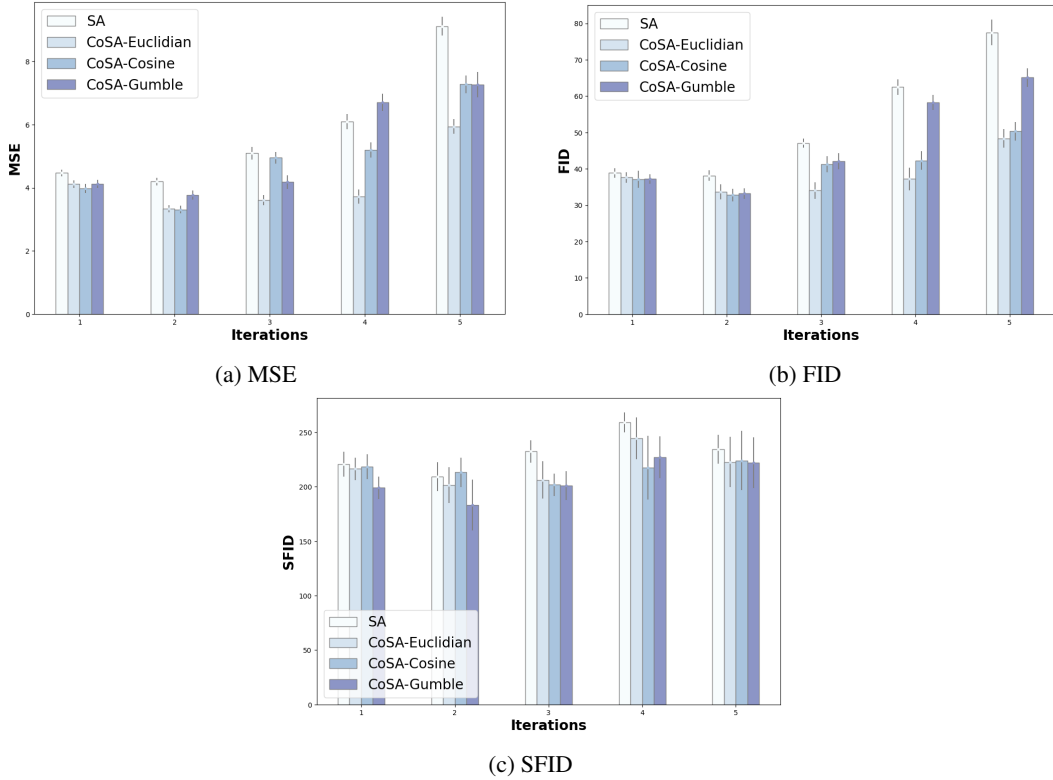 SA
CoSA-Euclidian
CoSA-Cosine
CoSA-Gumble
MSE
8
6
4
2
0
1 2 3 4 5
Iterations
(a) MSE
SA
CoSA-Euclidian
CoSA-Cosine
CoSA-Gumble
FID
80
70
60
50
40
30
20
10
0
1 2 3 4 5
Iterations
(b) FID
SFID
250
200
150
100
50
0
SA
CoSA-Euclidian
CoSA-Cosine
CoSA-Gumble
1 2 3 4 5
Iterations
(c) SFID